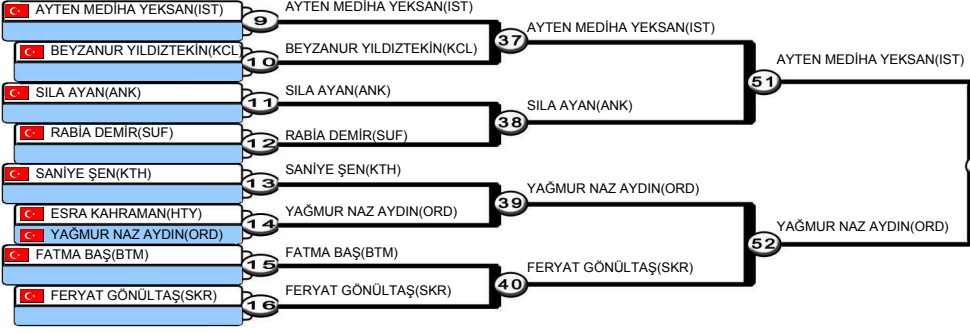 AYTEN MEDİHA YEKSAN(IST)
9
AYTEN MEDİHA YEKSAN(IST)
BEYZANUR YILDIZTEKİN(KCL)
10
BEYZANUR YILDIZTEKİN(KCL)
37
AYTEN MEDİHA YEKSAN(IST)
SILA AYAN(ANK)
11
SILA AYAN(ANK)
RABİA DEMİR(SUF)
12
RABİA DEMİR(SUF)
38
SILA AYAN(ANK)
51
AYTEN MEDİHA YEKSAN(IST)
SANİYE ŞEN(KTH)
13
SANİYE ŞEN(KTH)
ESRA KAHRAMAN(HTY)
YAĞMUR NAZ AYDIN(ORD)
14
YAĞMUR NAZ AYDIN(ORD)
39
YAĞMUR NAZ AYDIN(ORD)
FATMA BAŞ(BTM)
15
FATMA BAŞ(BTM)
FERYAT GÖNÜLTAŞ(SKR)
16
FERYAT GÖNÜLTAŞ(SKR)
40
FERYAT GÖNÜLTAŞ(SKR)
52
YAĞMUR NAZ AYDIN(ORD)